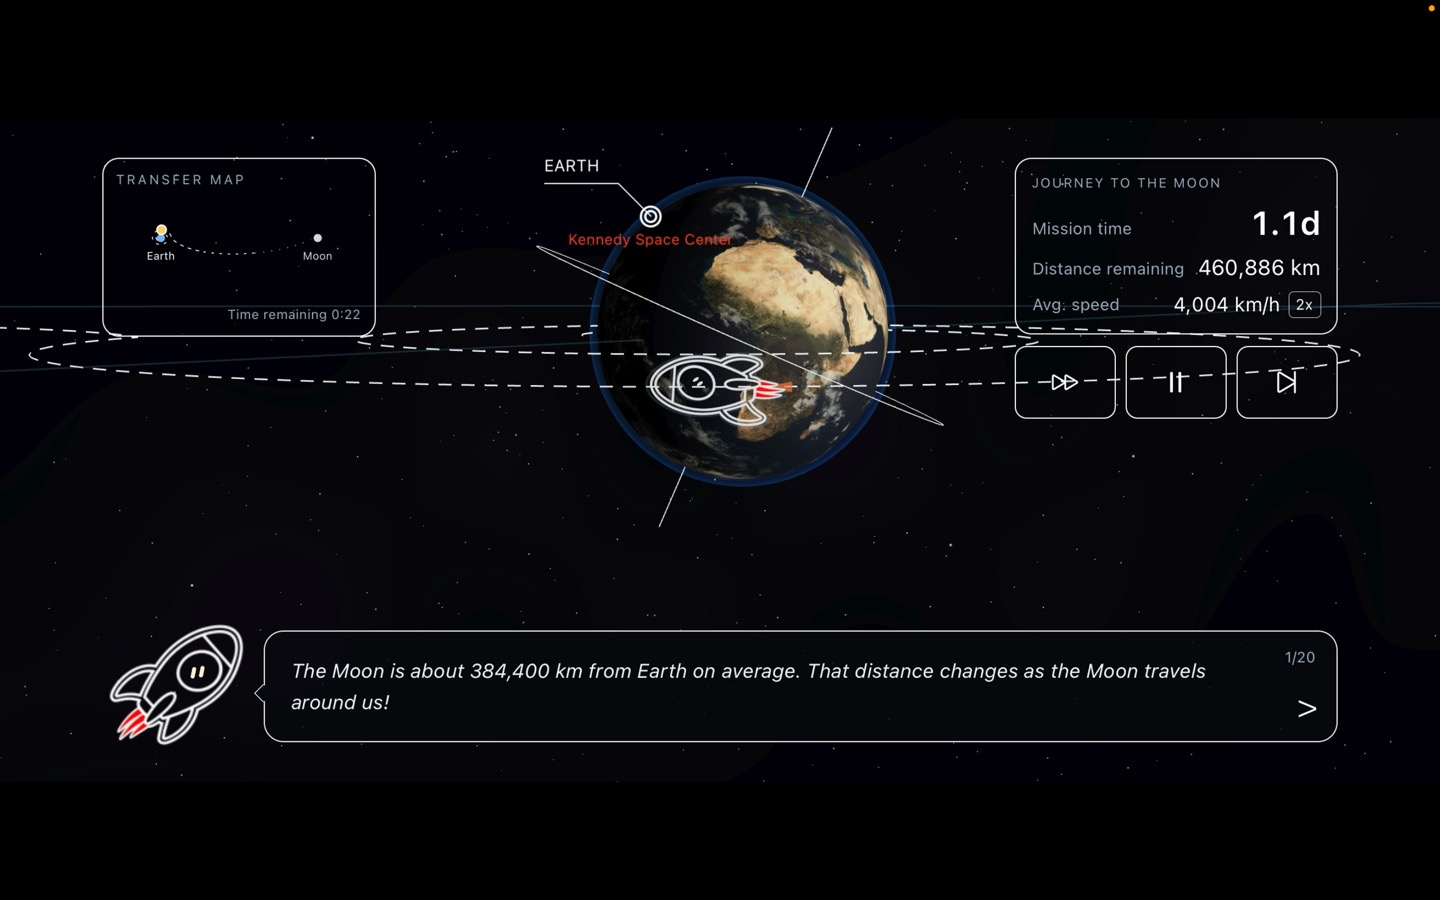 TRANSFER MAP
Earth
Moon
Time remaining 0:22
EARTH
Kennedy Space Center
JOURNEY TO THE MOON
Mission time 1.1d
Distance remaining 460,886 km
Avg. speed 4,004 km/h 2x
The Moon is about 384,400 km from Earth on average. That distance changes as the Moon travels
around us!
1/20
>